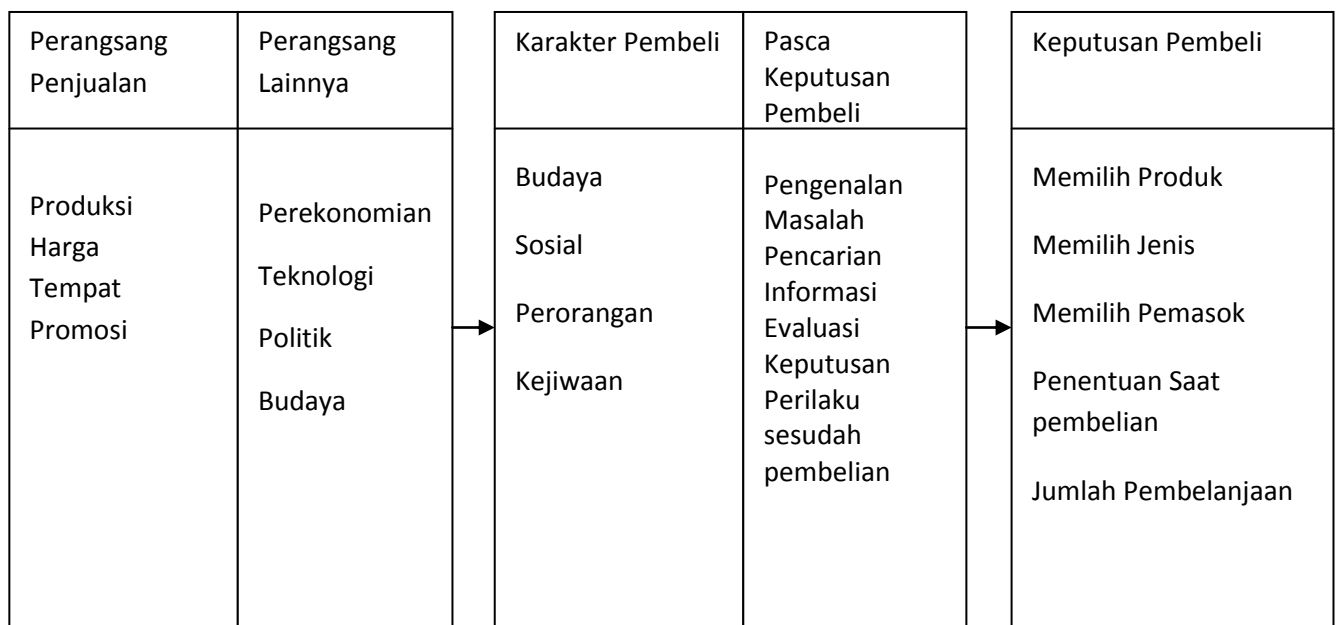 Perangsang
Penjualan
Perangsang
Lainnya
Karakter Pembeli
Pasca
Keputusan
Pembeli
Keputusan Pembeli
Produksi
Harga
Tempat
Promosi
Perekonomian
Teknologi
Politik
Budaya
Budaya
Sosial
Perorangan
Kejiwaan
Pengenalan
Masalah
Pencarian
Informasi
Evaluasi
Keputusan
Perilaku
sesudah
pembelian
Memilih Produk
Memilih Jenis
Memilih Pemasok
Penentuan Saat
pembelian
Jumlah Pembelanjaan